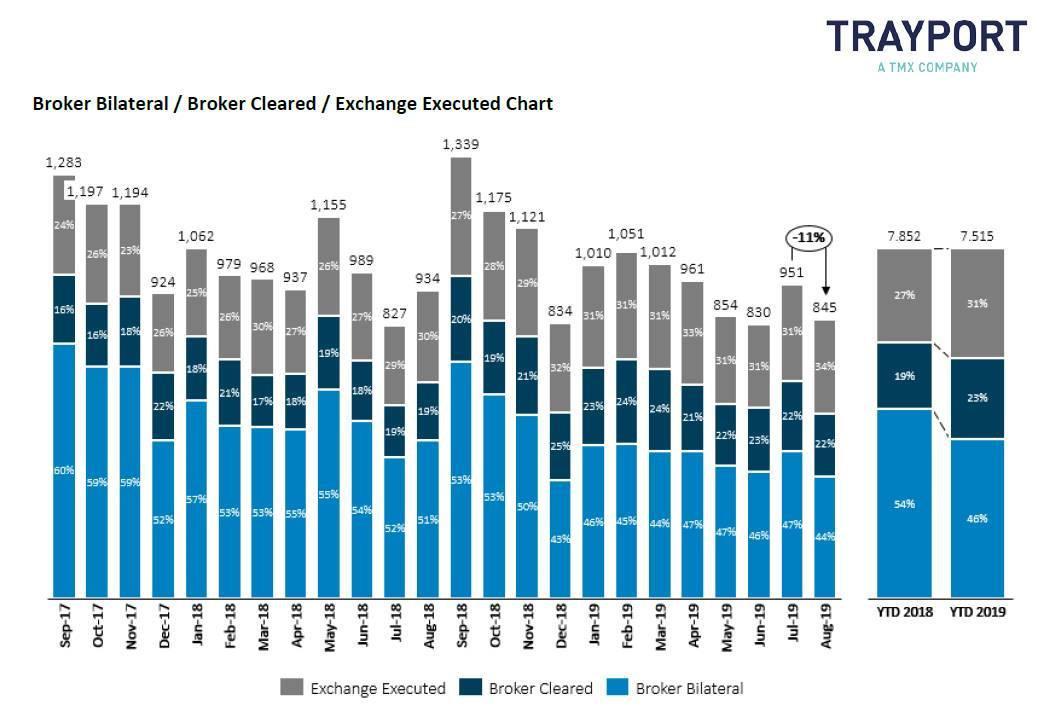 TRAYPORT
A TMX COMPANY
Broker Bilateral / Broker Cleared / Exchange Executed Chart
1,283 1,197 1,194 924 1,062 979 968 937 1,155 989 827 934 1,339 1,175 1,121 834 1,010 1,051 1,012 961 854 830 951 845 7.852 7.515
-11%
24% 26% 23% 26% 25% 26% 30% 27% 26% 27% 29% 30% 27% 28% 29% 32% 31% 31% 31% 33% 31% 31% 31% 34% 27% 31%
16% 16% 18% 22% 18% 21% 17% 18% 19% 18% 19% 19% 20% 19% 21% 25% 23% 24% 24% 21% 22% 23% 22% 22% 19% 23%
60% 59% 59% 52% 57% 53% 53% 55% 55% 54% 52% 51% 53% 53% 50% 43% 46% 45% 44% 47% 47% 46% 47% 44% 54% 46%
Sep-17 Oct-17 Nov-17 Dec-17 Jan-18 Feb-18 Mar-18 Apr-18 May-18 Jun-18 Jul-18 Aug-18 Sep-18 Oct-18 Nov-18 Dec-18 Jan-19 Feb-19 Mar-19 Apr-19 May-19 Jun-19 Jul-19 Aug-19 YTD 2018 YTD 2019
Exchange Executed Broker Cleared Broker Bilateral